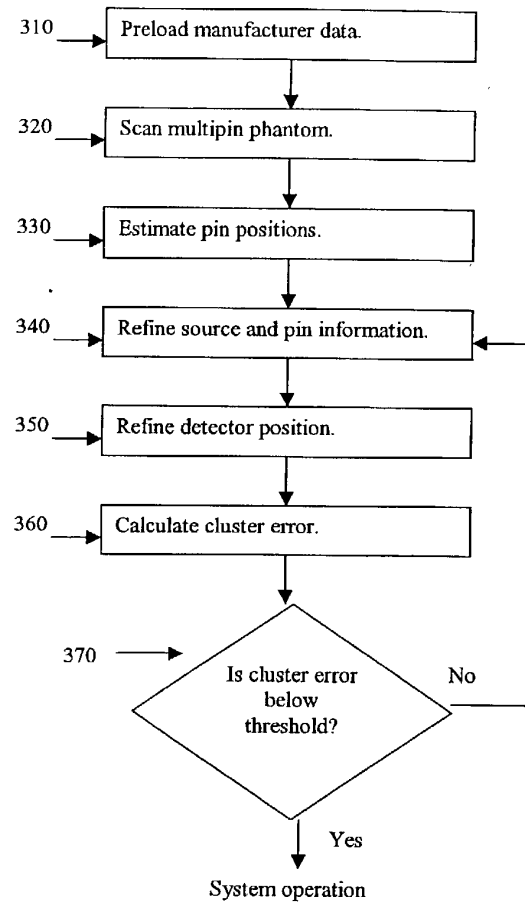 310
Preload manufacturer data.
320
Scan multipin phantom.
330
Estimate pin positions.
340
Refine source and pin information.
350
Refine detector position.
360
Calculate cluster error.
370
Is cluster error
below
threshold?
No
Yes
System operation